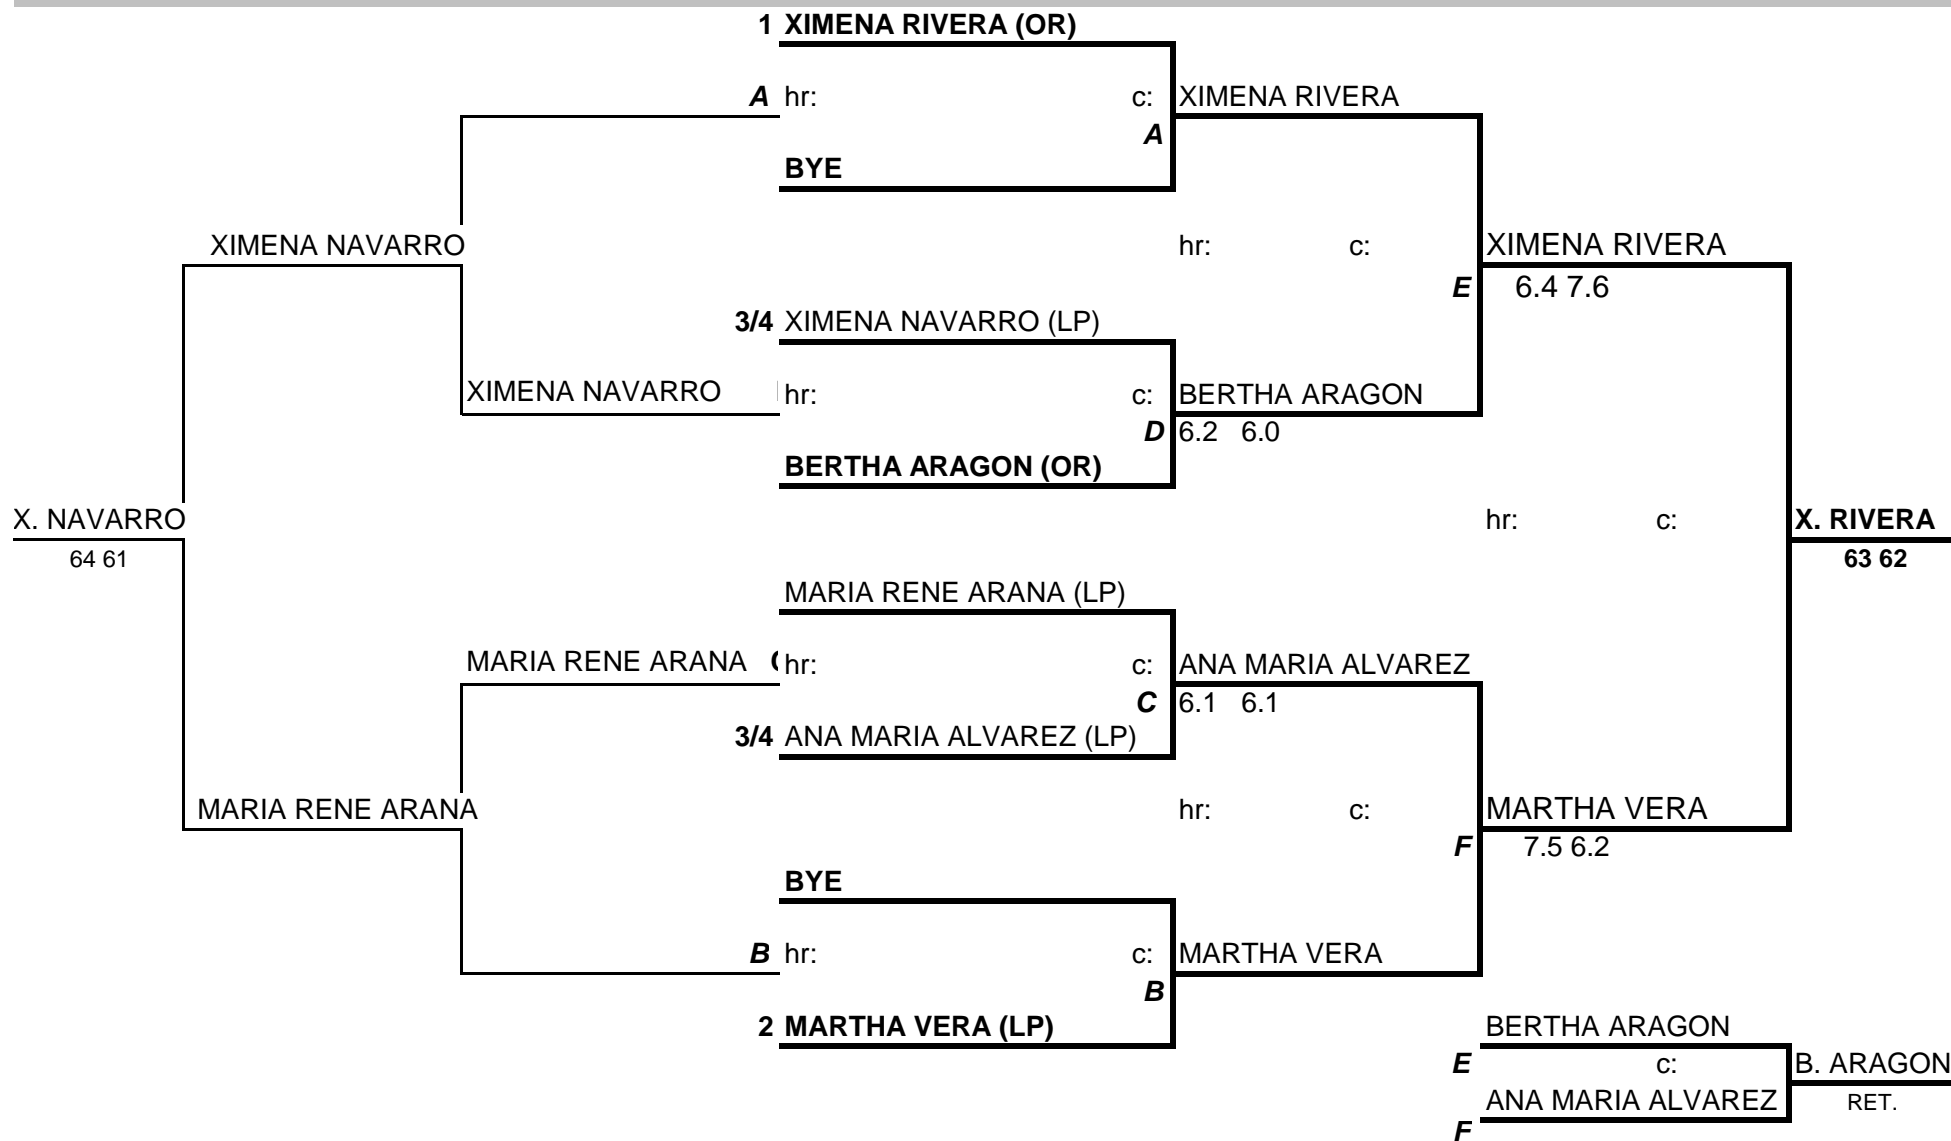 1 XIMENA RIVERA (OR)
A hr: c: XIMENA RIVERA
A
BYE
XIMENA NAVARRO hr: c: XIMENA RIVERA
E 6.4 7.6
3/4 XIMENA NAVARRO (LP)
XIMENA NAVARRO hr: c: BERTHA ARAGON
D 6.2 6.0
BERTHA ARAGON (OR)
X. NAVARRO hr: c: X. RIVERA
64 61 63 62
MARIA RENE ARANA (LP)
MARIA RENE ARANA hr: c: ANA MARIA ALVAREZ
C 6.1 6.1
3/4 ANA MARIA ALVAREZ (LP)
MARIA RENE ARANA hr: c: MARTHA VERA
F 7.5 6.2
BYE
B hr: c: MARTHA VERA
B
2 MARTHA VERA (LP) BERTHA ARAGON
E c: B. ARAGON
ANA MARIA ALVAREZ RET.
F